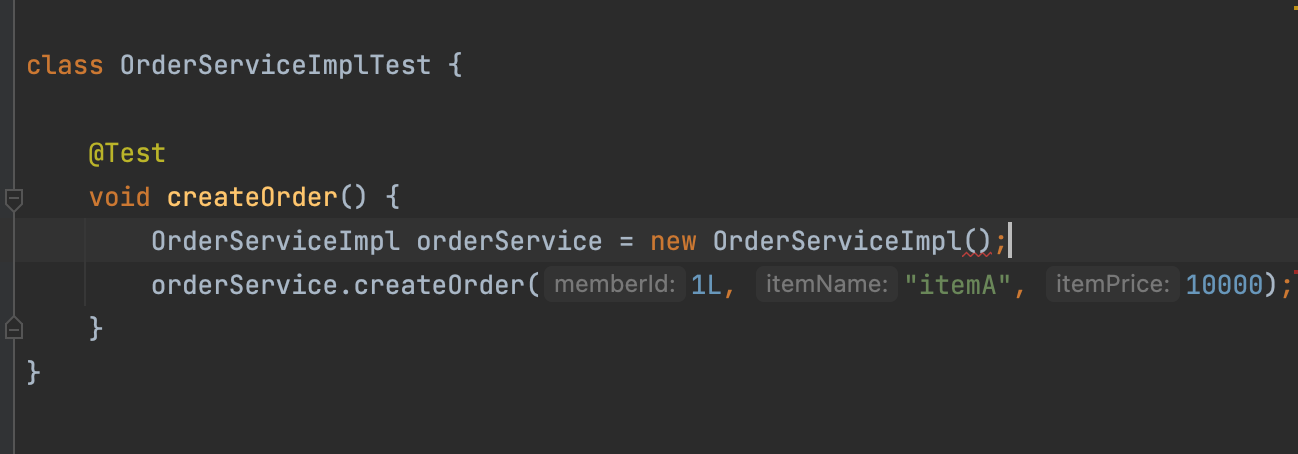 class OrderServiceImplTest {
@Test
void createOrder() {
OrderServiceImpl orderService = new OrderServiceImpl();
orderService.createOrder( memberId: 1L, itemName: "itemA", itemPrice: 10000);
}
}